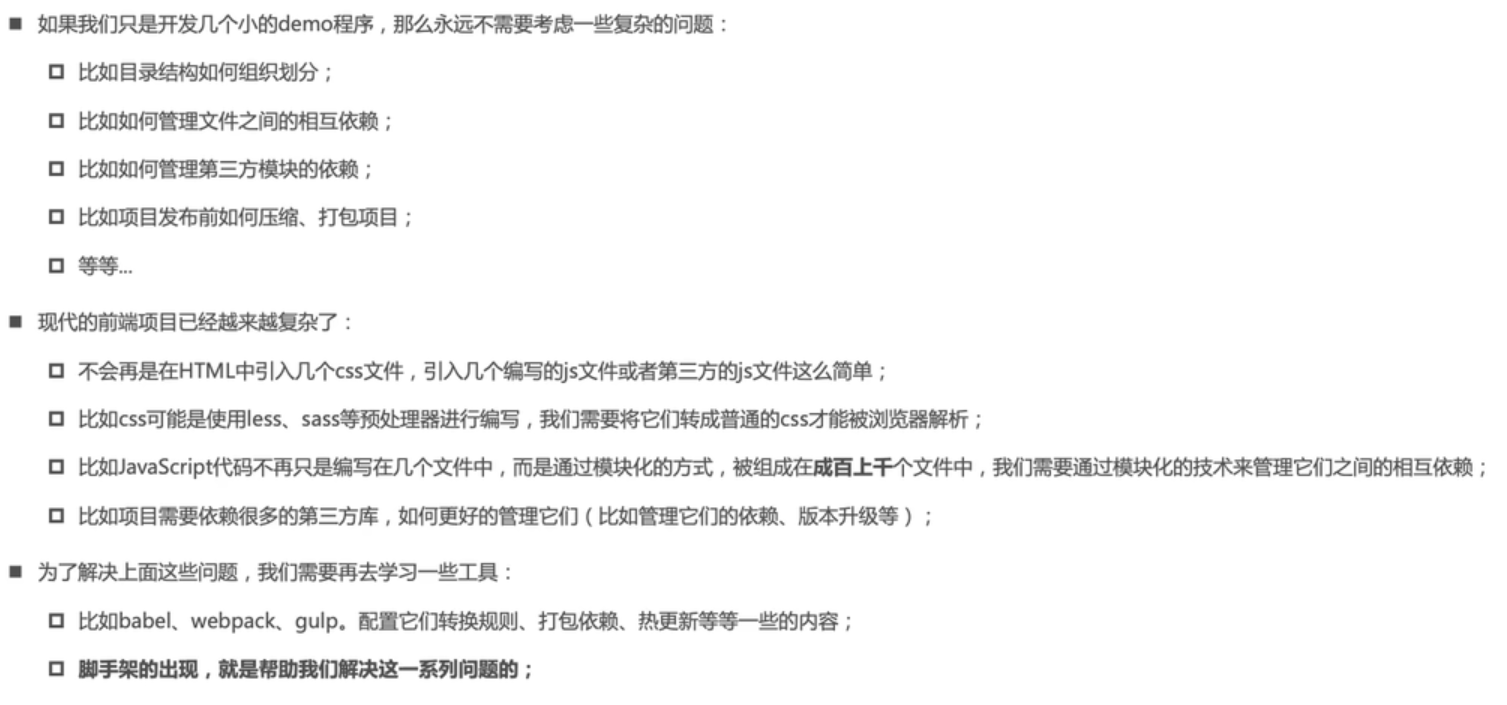 如果我们只是开发几个小的demo程序，那么永远不需要考虑一些复杂的问题：
比如目录结构如何组织划分；
比如如何管理文件之间的相互依赖；
比如如何管理第三方模块的依赖；
比如项目发布前如何压缩、打包项目；
等等...
现代的前端项目已经越来越复杂了：
不会再是在HTML中引入几个css文件，引入几个编写的js文件或者第三方的js文件这么简单；
比如css可能是使用less、sass等预处理器进行编写，我们需要将它们转成普通的css才能被浏览器解析；
比如JavaScript代码不再只是编写在几个文件中，而是通过模块化的方式，被组成在成百上千个文件中，我们需要通过模块化的技术来管理它们之间的相互依赖；
比如项目需要依赖很多的第三方库，如何更好的管理它们（比如管理它们的依赖、版本升级等）；
为了解决上面这些问题，我们需要再去学习一些工具：
比如babel、webpack、gulp。配置它们转换规则、打包依赖、热更新等等一些的内容；
脚手架的出现，就是帮助我们解决这一系列问题的；